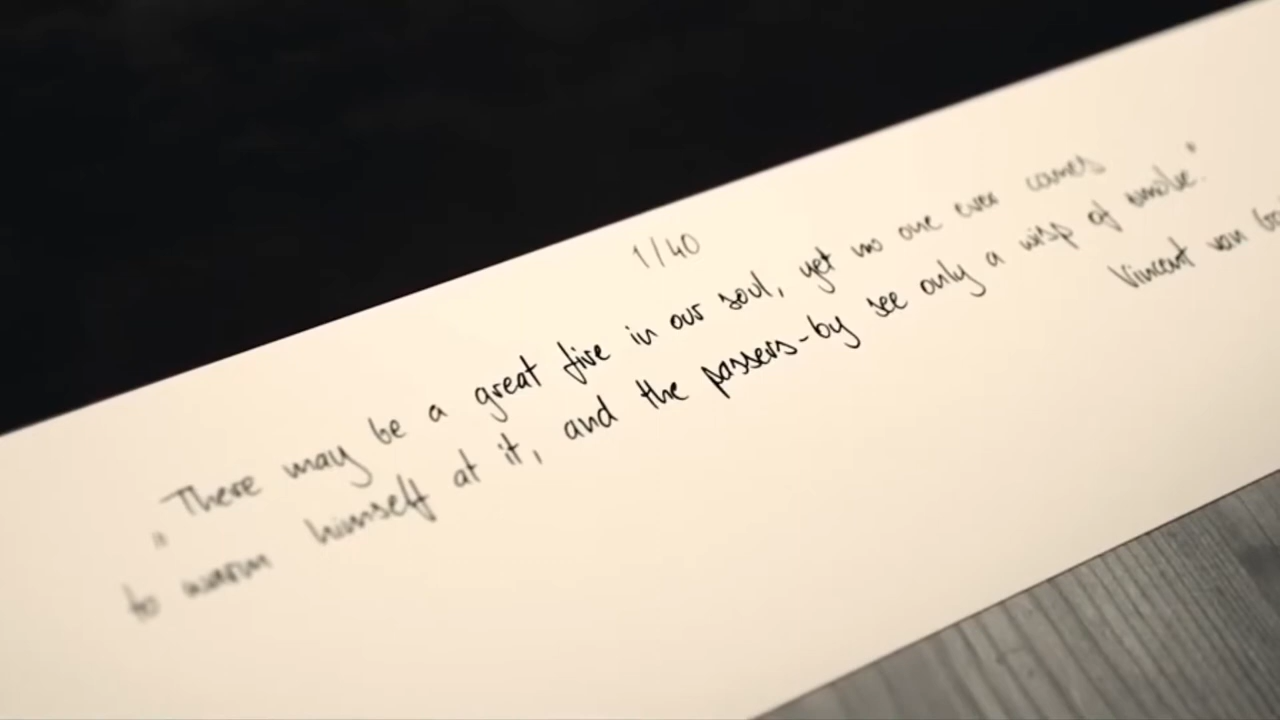 1/40
„There may be a great fire in our soul, yet no one ever comes
to warm himself at it, and the passers-by see only a wisp of smoke."
Vincent van Go